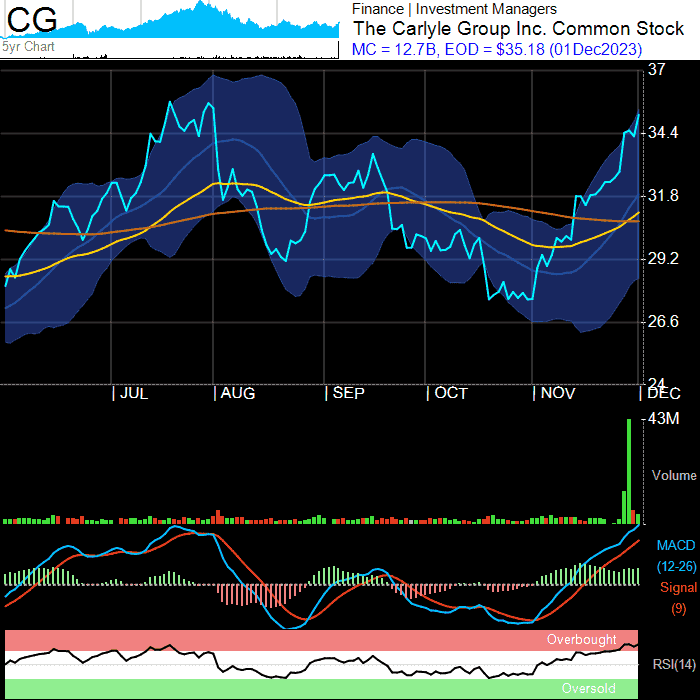 CG
5yr Chart
Finance | Investment Managers
The Carlyle Group Inc. Common Stock
MC = 12.7B, EOD = $35.18 (01Dec2023)
37
34.4
31.8
29.2
26.6
24
| JUL | AUG | SEP | OCT | NOV | DEC
43M
Volume
MACD
(12-26)
Signal
(9)
Overbought
RSI(14)
Oversold